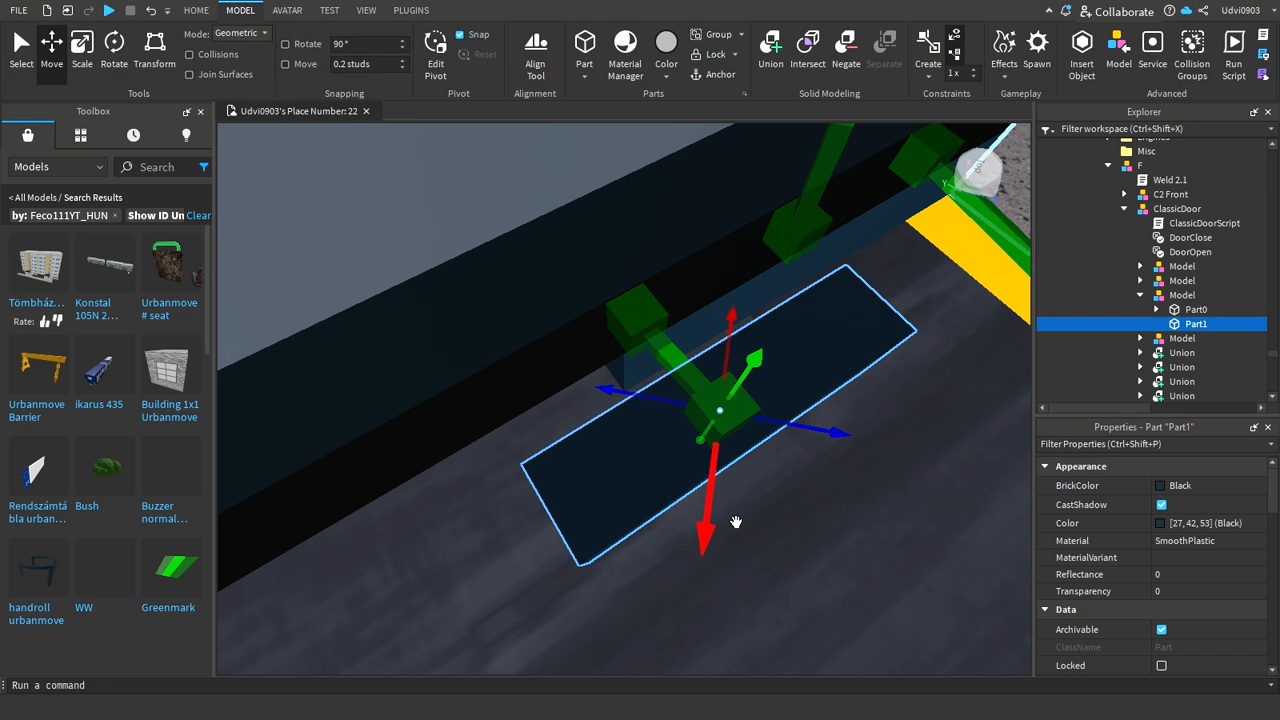 FILE HOME MODEL AVATAR TEST VIEW PLUGINS Collaborate Udvi0903
Select Move Scale Rotate Transform
Mode: Geometric
Collisions
Join Surfaces
Tools
Rotate 90°
Move 0.2 studs
Snapping
Edit Pivot
Snap
Reset
Pivot
Align Tool
Alignment
Part Material Manager Color
Group
Lock
Anchor
Parts
Union Intersect Negate Separate
Solid Modeling
Create
1 x
Constraints
Effects Spawn
Gameplay
Insert Object Model Service Collision Groups Run Script
Advanced
Toolbox
Models Search
< All Models / Search Results
by: Feco111YT_HUN × Show ID Un Clear
Tömbház... Konstal 105N 2... Urbanmove # seat
Rate:
Urbanmove Barrier ikarus 435 Building 1x1 Urbanmove
Rendszámtá bla urban... Bush Buzzer normal...
handroll urbanmove WW Greenmark
Udvi0903's Place Number: 22
Explorer
Filter workspace (Ctrl+Shift+X)
Misc
F
Weld 2.1
C2 Front
ClassicDoor
ClassicDoorScript
DoorClose
DoorOpen
Model
Model
Model
Part0
Part1
Model
Union
Union
Union
Union
Properties - Part "Part1"
Filter Properties (Ctrl+Shift+P)
Appearance
BrickColor Black
CastShadow
Color [27, 42, 53] (Black)
Material SmoothPlastic
MaterialVariant
Reflectance 0
Transparency 0
Data
Archivable
ClassName Part
Locked
Run a command